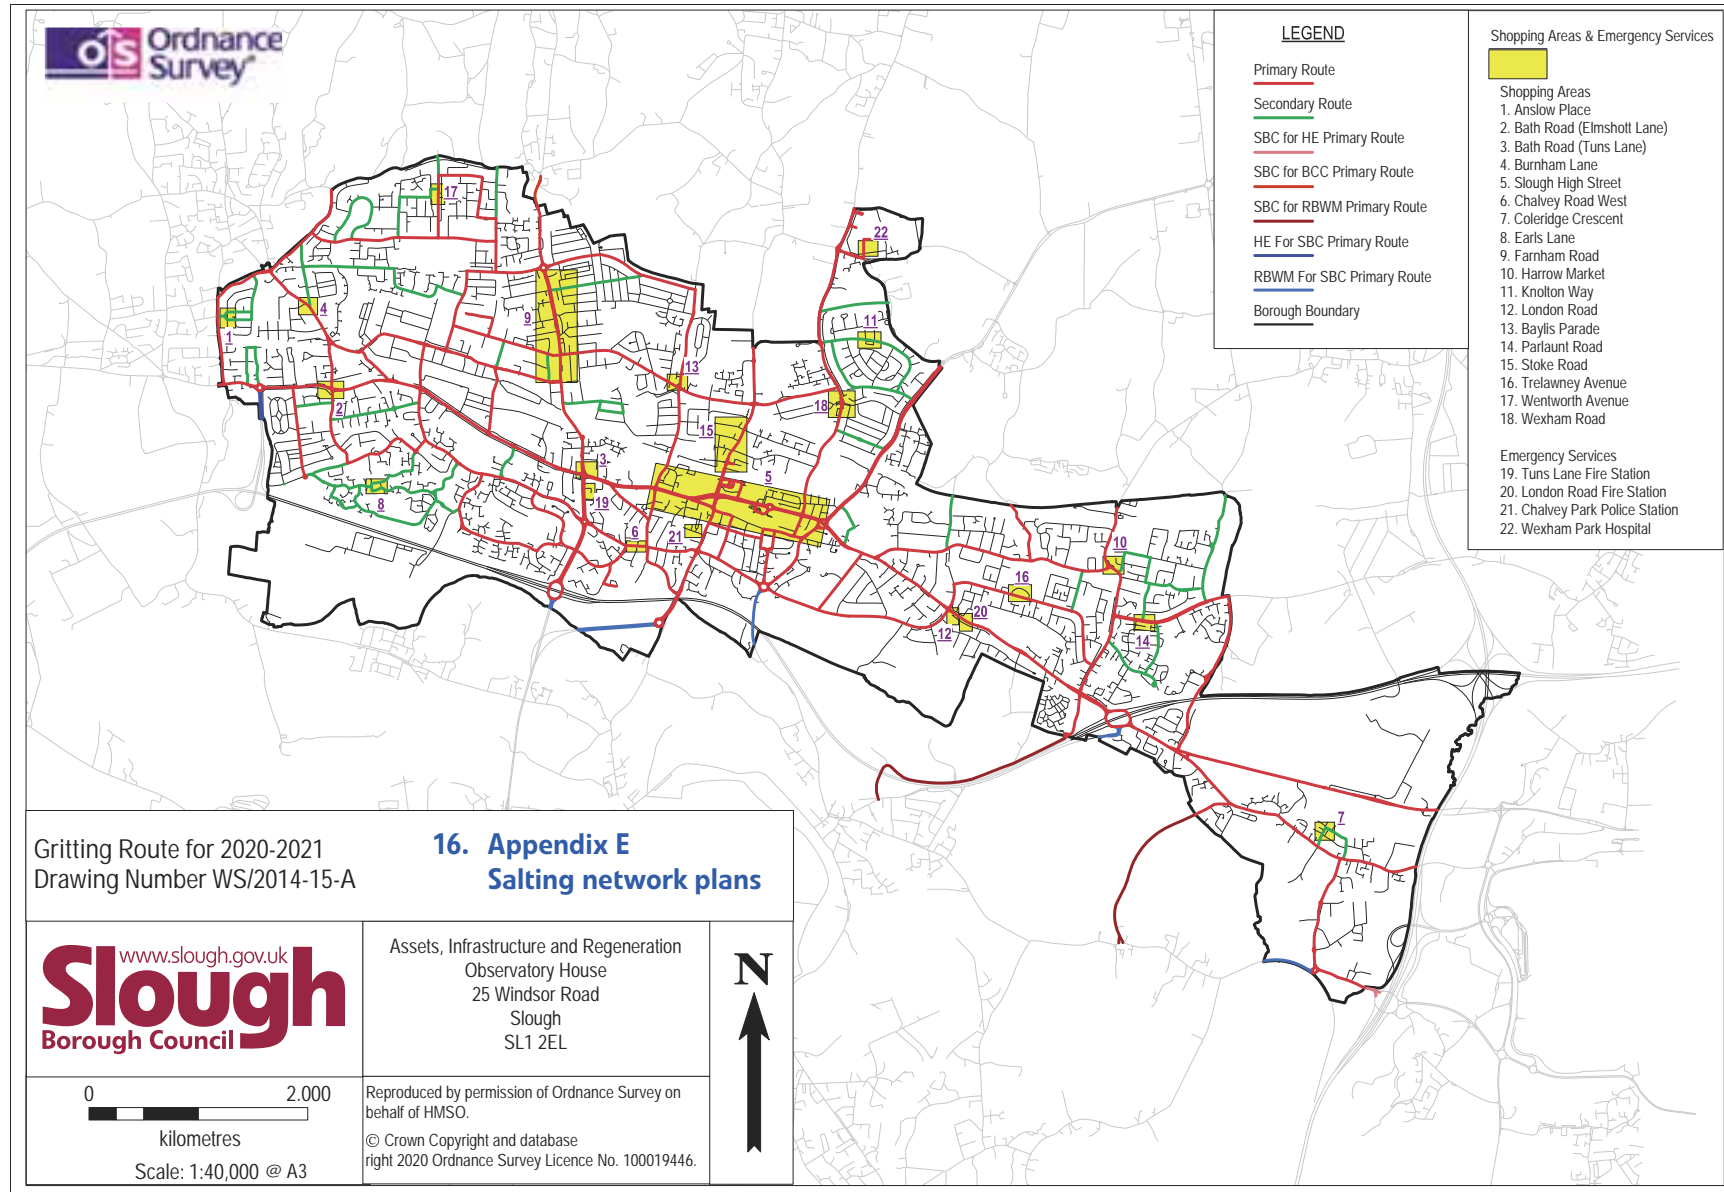 Ordnance
Survey
LEGEND
Primary Route
Secondary Route
SBC for HE Primary Route
SBC for BCC Primary Route
SBC for RBWM Primary Route
HE For SBC Primary Route
RBWM For SBC Primary Route
Borough Boundary
Shopping Areas & Emergency Services
Shopping Areas
1. Anslow Place
2. Bath Road (Elmshott Lane)
3. Bath Road (Tuns Lane)
4. Burnham Lane
5. Slough High Street
6. Chalvey Road West
7. Coleridge Crescent
8. Earls Lane
9. Farnham Road
10. Harrow Market
11. Knolton Way
12. London Road
13. Baylis Parade
14. Parlaunt Road
15. Stoke Road
16. Trelawney Avenue
17. Wentworth Avenue
18. Wexham Road
Emergency Services
19. Tuns Lane Fire Station
20. London Road Fire Station
21. Chalvey Park Police Station
22. Wexham Park Hospital
17
22
4
9
11
1
13
2
18
15
3
5
8
19
6
21
10
16
20
12
14
7
Gritting Route for 2020-2021
Drawing Number WS/2014-15-A
16. Appendix E
Salting network plans
www.slough.gov.uk
Slough
Borough Council
Assets, Infrastructure and Regeneration
Observatory House
25 Windsor Road
Slough
SL1 2EL
N
0 2.000
kilometres
Scale: 1:40,000 @ A3
Reproduced by permission of Ordnance Survey on
behalf of HMSO.
© Crown Copyright and database
right 2020 Ordnance Survey Licence No. 100019446.